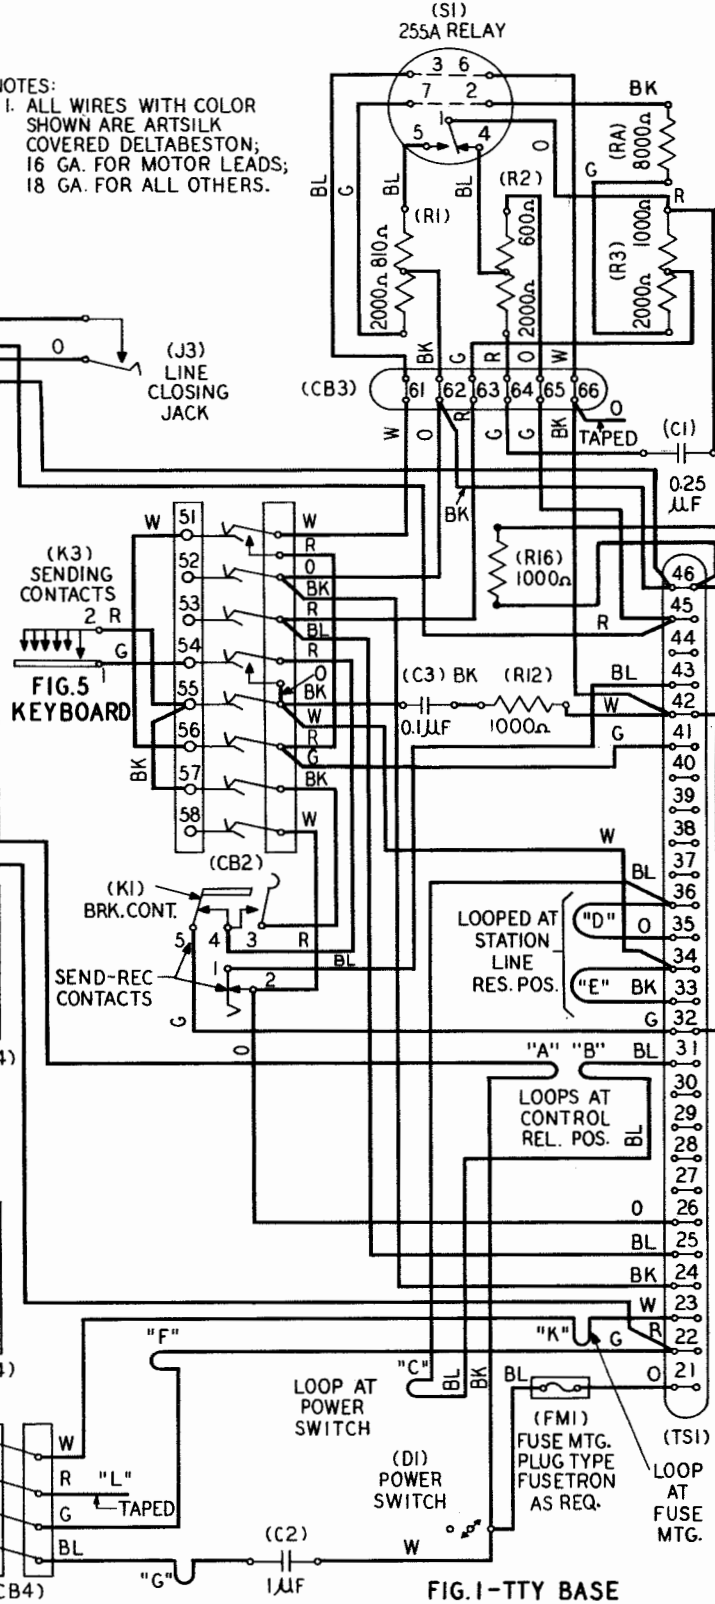 (S1)
255A RELAY
3 6
7 2
1
5 4
NOTES:
1. ALL WIRES WITH COLOR
SHOWN ARE ARTSILK
COVERED DELTABESTON;
16 GA. FOR MOTOR LEADS;
18 GA. FOR ALL OTHERS.
BK
(RA)
8000Ω
O
BL
G
BL
BL
(R1)
(R2)
600Ω
G
R
810Ω
2000Ω
2000Ω
1000Ω
(R3)
2000Ω
O
(J3)
LINE
CLOSING
JACK
BK
G
R
O
W
(CB3)
61 62 63 64 65 66
W
O
R
G
G
BK
O
TAPED
(C1)
0.25
μF
BK
W
51
W
R
(K3)
SENDING
CONTACTS
52
O
BK
(R16)
1000Ω
46
2 R
53
R
BL
R
45
44
G
54
R
O
1
FIG.5
KEYBOARD
55
BK
W
(C3) BK (R12)
0.1μF
1000Ω
BL
43
W
42
56
R
G
G
41
BK
57
BK
40
39
58
W
W
38
(CB2)
37
(K1)
BRK.CONT.
BL
36
LOOPED AT
STATION
LINE
RES. POS.
"D"
O
35
5 4 3
R
34
SEND-REC
CONTACTS
1
BL
2
"E"
BK
33
G
G
32
O
"A" "B"
BL
31
LOOPS AT
CONTROL
REL. POS.
BL
30
29
28
27
O
26
BL
25
BK
24
W
23
"F"
"K"
G
R
22
"C"
BL
BK
BL
O
21
LOOP AT
POWER
SWITCH
(FM1)
FUSE MTG.
PLUG TYPE
FUSETRON
AS REQ.
(TS1)
LOOP
AT
FUSE
MTG.
W
R
"L"
TAPED
(D1)
POWER
SWITCH
G
BL
"G"
(C2)
1μF
W
CB4)
4)
4)
FIG.1-TTY BASE